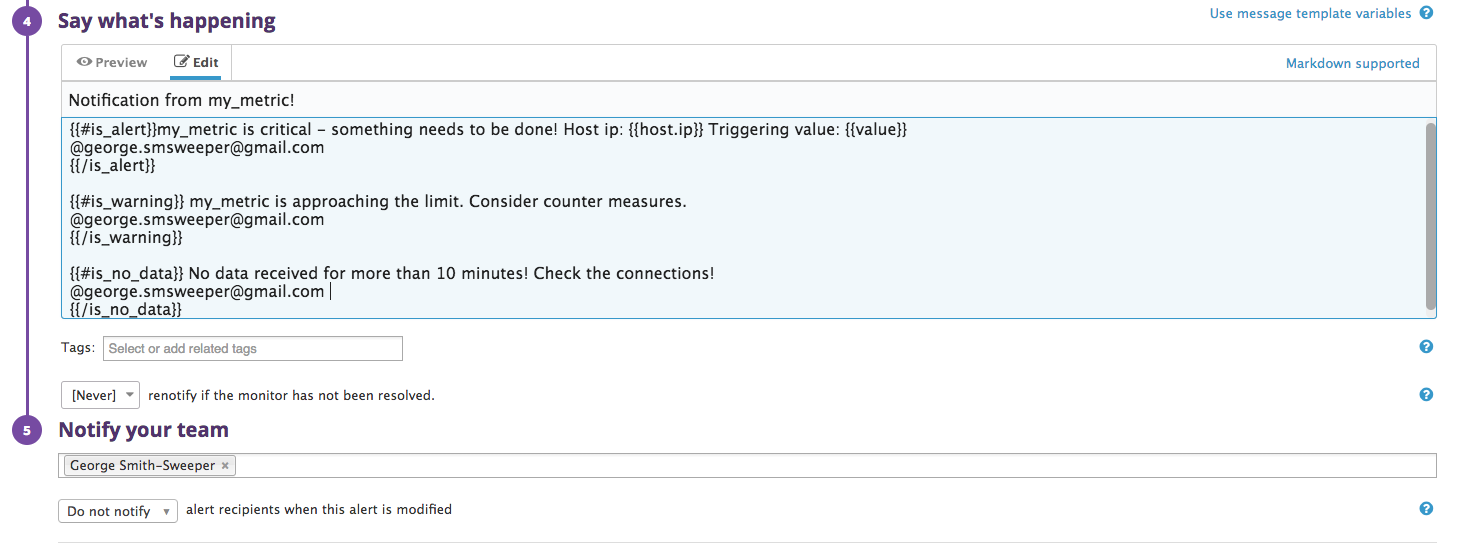 4 Say what's happening
Use message template variables ?
Preview Edit
Markdown supported
Notification from my_metric!
{{#is_alert}}my_metric is critical – something needs to be done! Host ip: {{host.ip}} Triggering value: {{value}}
@george.smsweeper@gmail.com
{{/is_alert}}
{{#is_warning}} my_metric is approaching the limit. Consider counter measures.
@george.smsweeper@gmail.com
{{/is_warning}}
{{#is_no_data}} No data received for more than 10 minutes! Check the connections!
@george.smsweeper@gmail.com
{{/is_no_data}}
Tags: Select or add related tags ?
[Never] renotify if the monitor has not been resolved. ?
5 Notify your team
George Smith-Sweeper ×
Do not notify alert recipients when this alert is modified ?